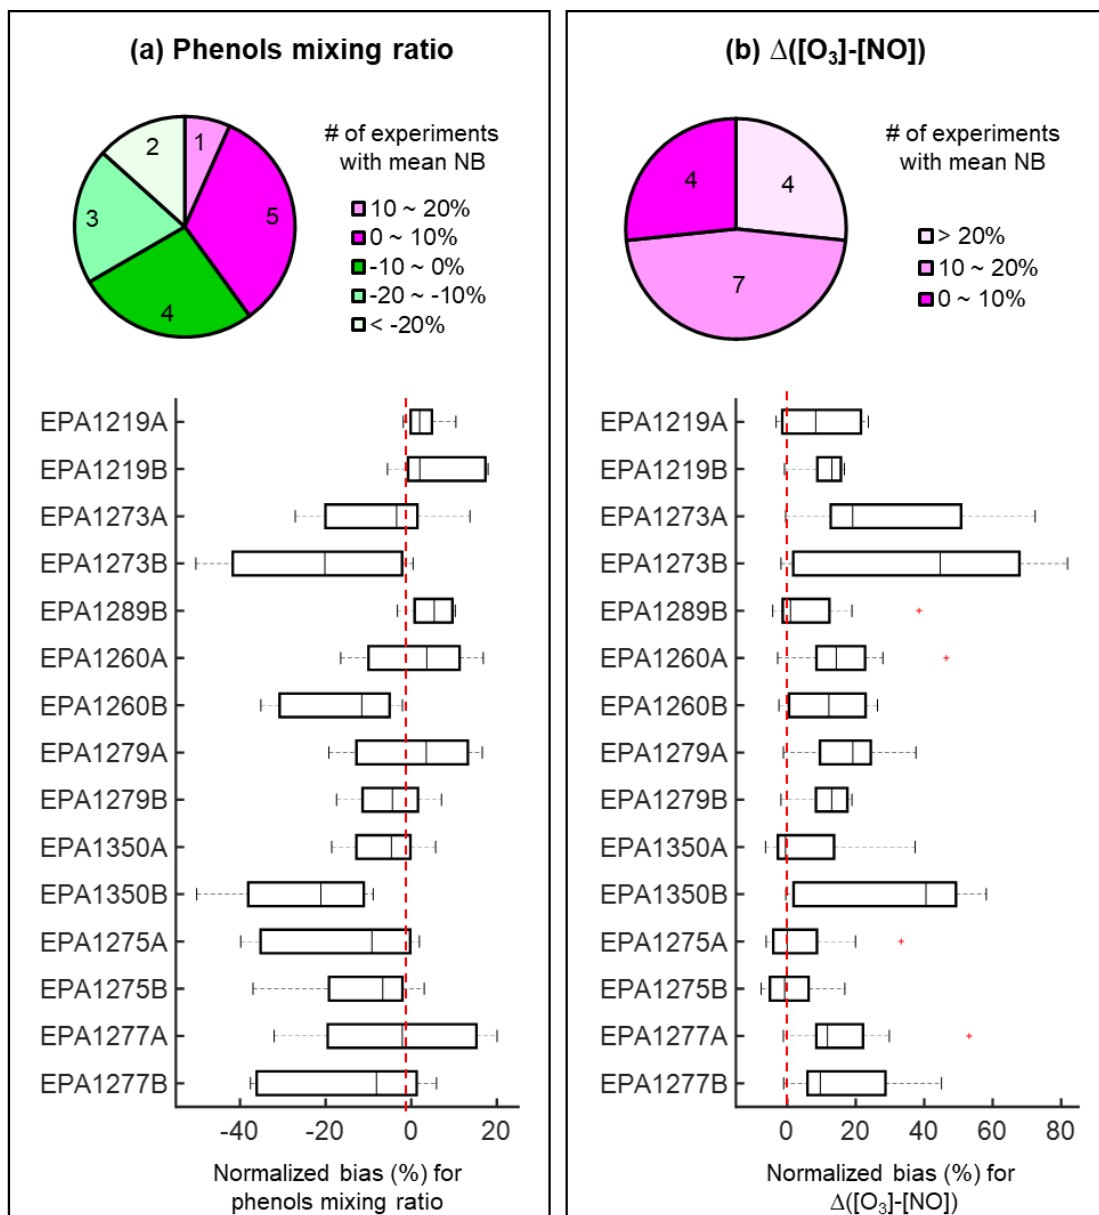 (a) Phenols mixing ratio
1
5
4
3
2
# of experiments
with mean NB
10 ~ 20%
0 ~ 10%
-10 ~ 0%
-20 ~ -10%
< -20%
EPA1219A
EPA1219B
EPA1273A
EPA1273B
EPA1289B
EPA1260A
EPA1260B
EPA1279A
EPA1279B
EPA1350A
EPA1350B
EPA1275A
EPA1275B
EPA1277A
EPA1277B
-40 -20 0 20
Normalized bias (%) for
phenols mixing ratio
(b) Δ([O₃]-[NO])
4
7
4
# of experiments
with mean NB
> 20%
10 ~ 20%
0 ~ 10%
EPA1219A
EPA1219B
EPA1273A
EPA1273B
EPA1289B
EPA1260A
EPA1260B
EPA1279A
EPA1279B
EPA1350A
EPA1350B
EPA1275A
EPA1275B
EPA1277A
EPA1277B
0 20 40 60 80
Normalized bias (%) for
Δ([O₃]-[NO])